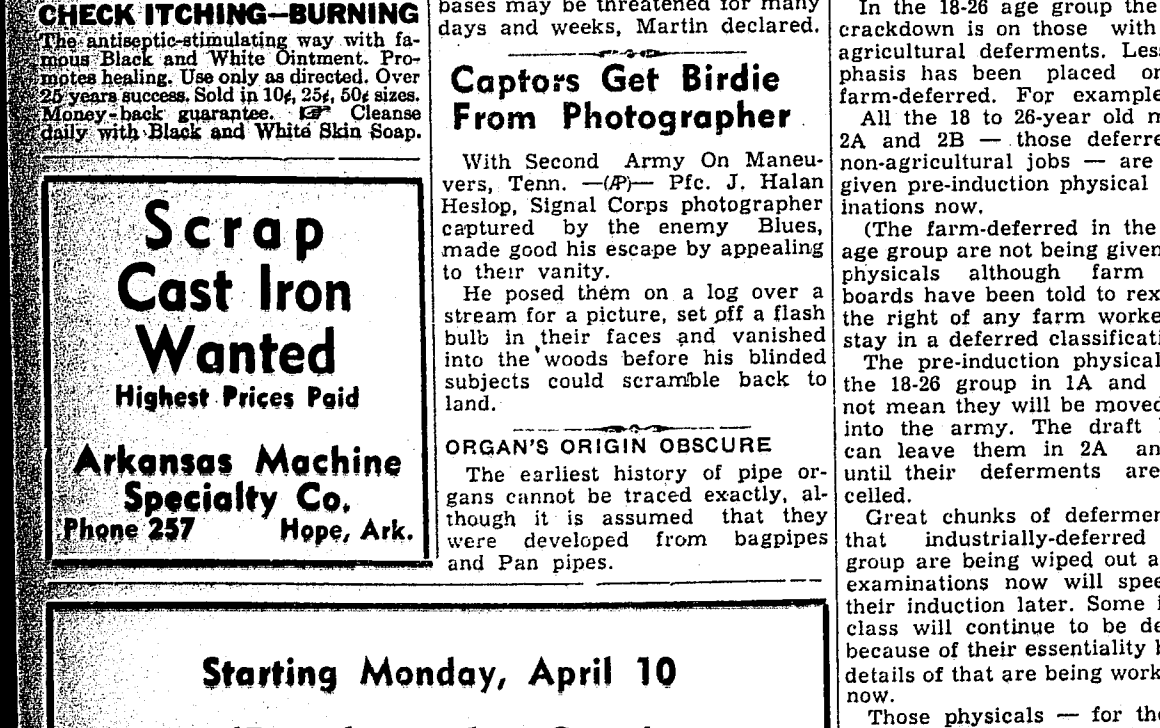 CHECK ITCHING—BURNING
The antiseptic-stimulating way with fa-
mous Black and White Ointment. Pro-
motes healing. Use only as directed. Over
25 years success. Sold in 10¢, 25¢, 50¢ sizes.
Money-back guarantee. ☞ Cleanse
daily with Black and White Skin Soap.
Scrap
Cast Iron
Wanted
Highest Prices Paid
Arkansas Machine
Specialty Co.
Phone 257 Hope, Ark.
bases may be threatened for many
days and weeks, Martin declared.
Captors Get Birdie
From Photographer
With Second Army On Maneu-
vers, Tenn. —(AP)— Pfc. J. Halan
Heslop, Signal Corps photographer
captured by the enemy Blues,
made good his escape by appealing
to their vanity.
He posed them on a log over a
stream for a picture, set off a flash
bulb in their faces and vanished
into the woods before his blinded
subjects could scramble back to
land.
ORGAN'S ORIGIN OBSCURE
The earliest history of pipe or-
gans cannot be traced exactly, al-
though it is assumed that they
were developed from bagpipes
and Pan pipes.
Starting Monday, April 10
In the 18-26 age group the
crackdown is on those with
agricultural deferments. Les
phasis has been placed on
farm-deferred. For example
All the 18 to 26-year old m
2A and 2B — those deferre
non-agricultural jobs — are
given pre-induction physical
inations now.
(The farm-deferred in the
age group are not being given
physicals although farm
boards have been told to rex
the right of any farm worke
stay in a deferred classificati
The pre-induction physical
the 18-26 group in 1A and
not mean they will be moved
into the army. The draft
can leave them in 2A an
until their deferments are
celled.
Great chunks of defermen
that industrially-deferred
group are being wiped out a
examinations now will spee
their induction later. Some i
class will continue to be de
because of their essentiality b
details of that are being work
now.
Those physicals — for the